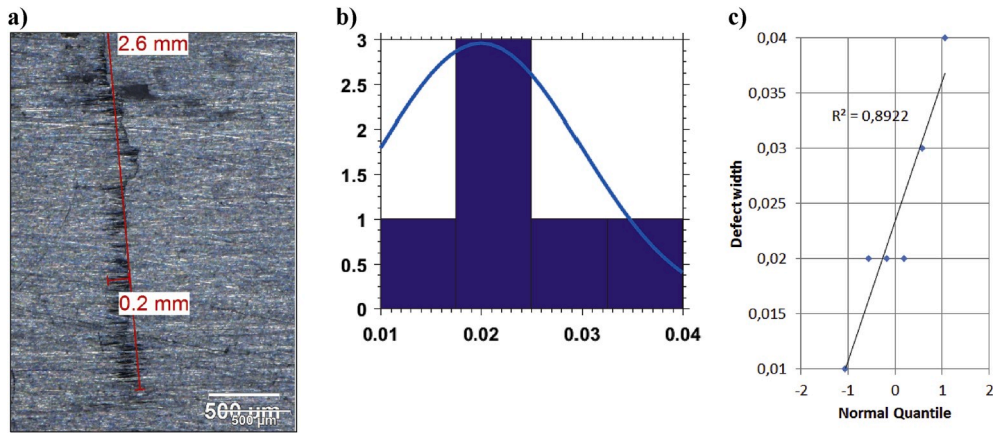 a)
2.6 mm
0.2 mm
500 µm
500 µm
b)
3
2.5
2
1.5
1
0.5
0
0.01
0.02
0.03
0.04
c)
0,04
0,035
0,03
0,025
0,02
0,015
0,01
R² = 0,8922
Defect width
-2
-1
0
1
2
Normal Quantile